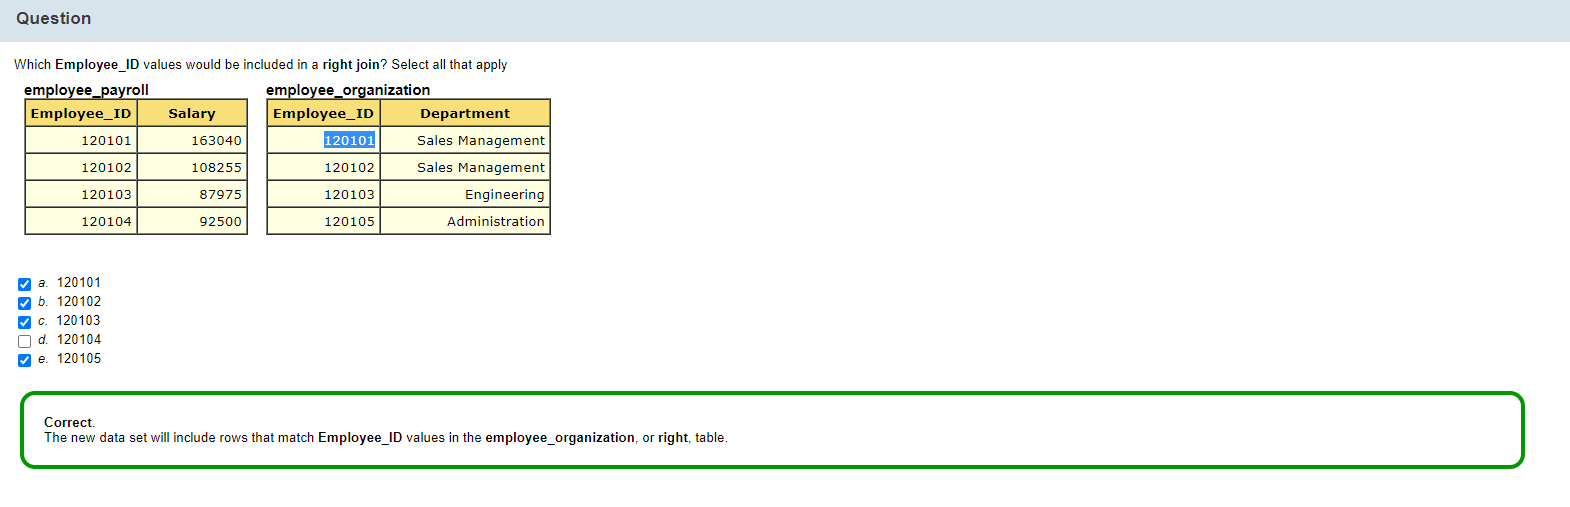 Question
Which Employee_ID values would be included in a right join? Select all that apply
employee_payroll employee_organization
Employee_ID Salary Employee_ID Department
120101 163040 120101 Sales Management
120102 108255 120102 Sales Management
120103 87975 120103 Engineering
120104 92500 120105 Administration
a. 120101
b. 120102
c. 120103
d. 120104
e. 120105
Correct.
The new data set will include rows that match Employee_ID values in the employee_organization, or right, table.